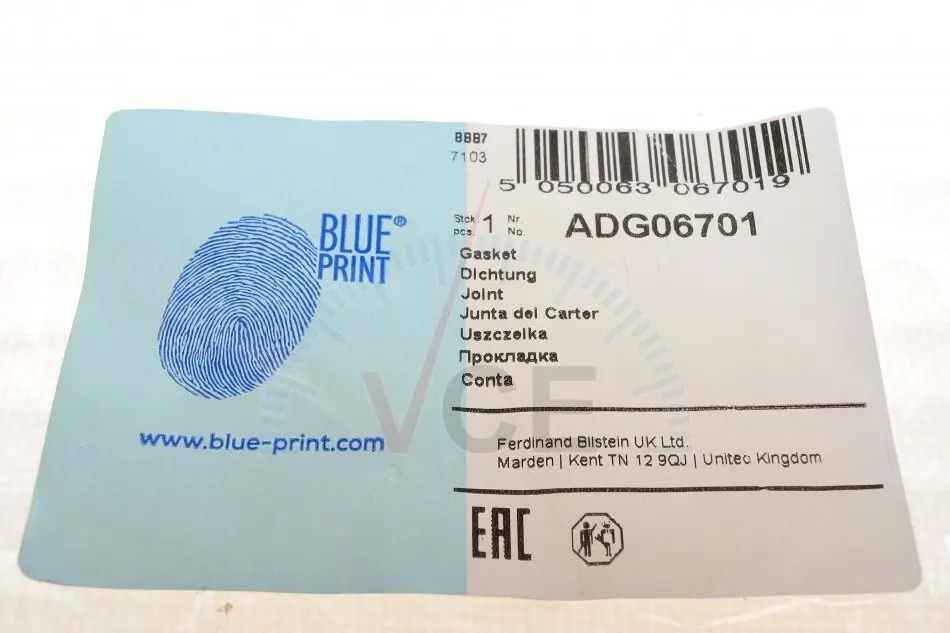 BLUE®
PRINT
www.blue-print.com
BBB7
7103
5 050063 067019
Stck. pcs. 1 Nr. No. ADG06701
Gasket
Dichtung
Joint
Junta del Carter
Uszczelka
Прокладка
Conta
VCF
Ferdinand Bilstein UK Ltd.
Marden | Kent TN 12 9QJ | United Kingdom
EAC